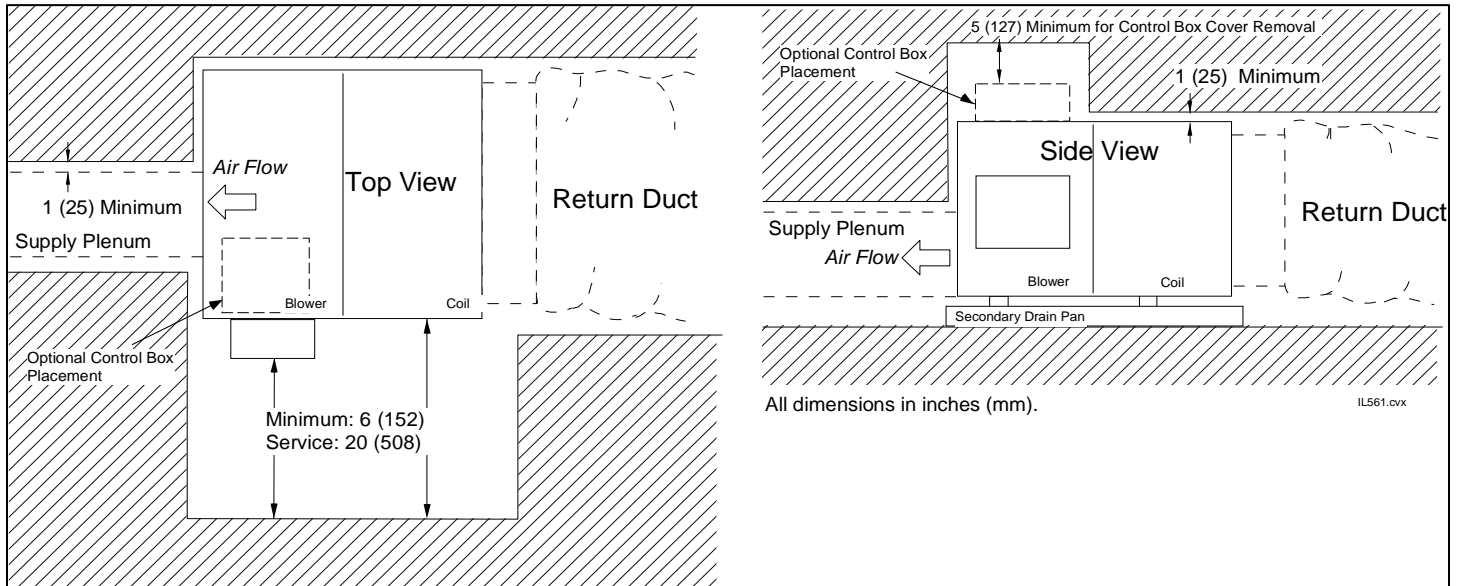 Air Flow
Top View
Return Duct
1 (25) Minimum
Supply Plenum
Blower
Coil
Optional Control Box
Placement
Minimum: 6 (152)
Service: 20 (508)
5 (127) Minimum for Control Box Cover Removal
Optional Control Box
Placement
1 (25) Minimum
Side View
Return Duct
Supply Plenum
Air Flow
Blower
Coil
Secondary Drain Pan
All dimensions in inches (mm).
IL561.cvx